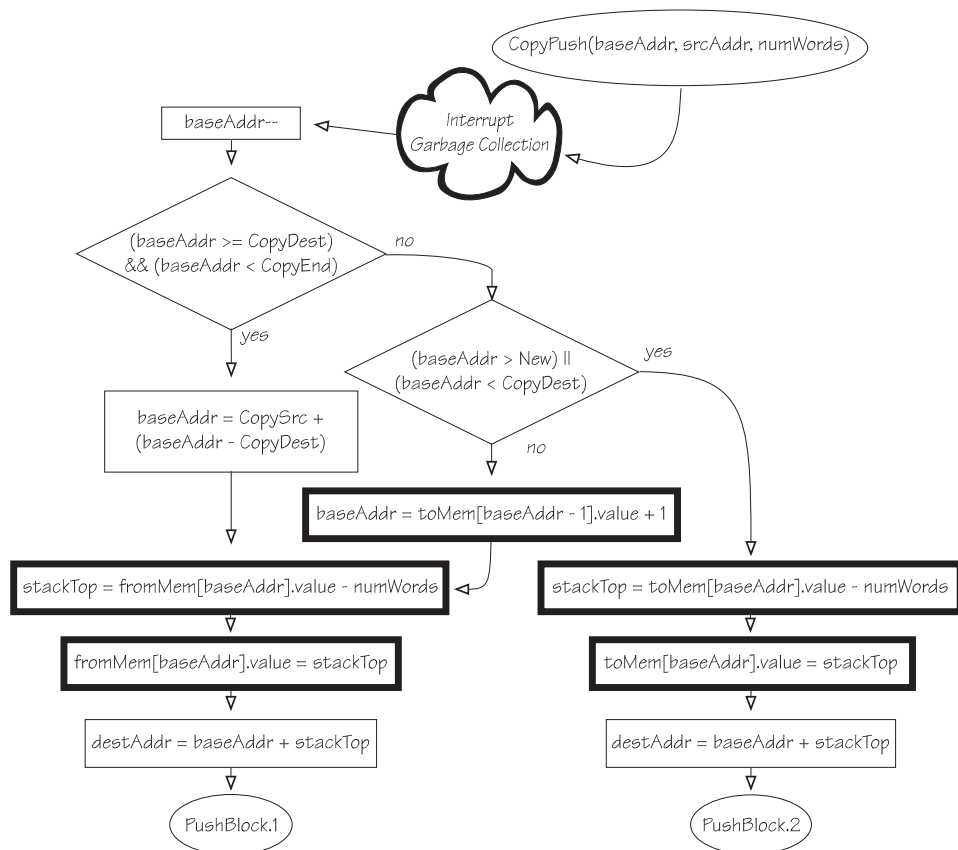 CopyPush(baseAddr, srcAddr, numWords)
Interrupt
Garbage Collection
baseAddr--
(baseAddr >= CopyDest)
&& (baseAddr < CopyEnd)
no
yes
(baseAddr > New) ||
(baseAddr < CopyDest)
yes
no
baseAddr = CopySrc +
(baseAddr - CopyDest)
baseAddr = toMem[baseAddr - 1].value + 1
stackTop = fromMem[baseAddr].value - numWords
stackTop = toMem[baseAddr].value - numWords
fromMem[baseAddr].value = stackTop
toMem[baseAddr].value = stackTop
destAddr = baseAddr + stackTop
destAddr = baseAddr + stackTop
PushBlock.1
PushBlock.2